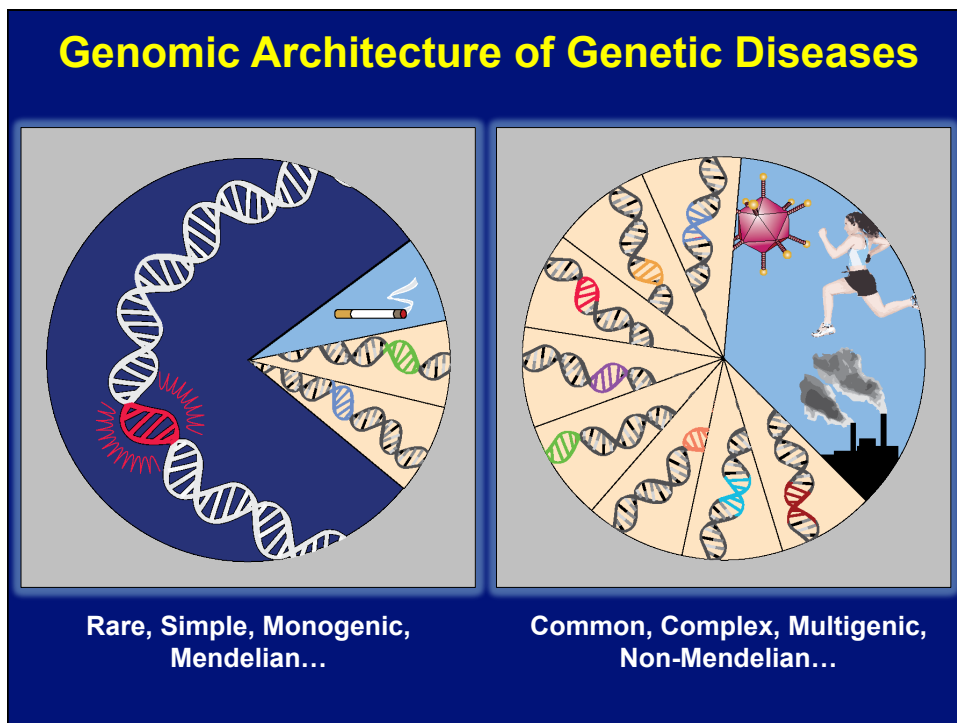 Genomic Architecture of Genetic Diseases
Rare, Simple, Monogenic,
Mendelian…
Common, Complex, Multigenic,
Non-Mendelian…